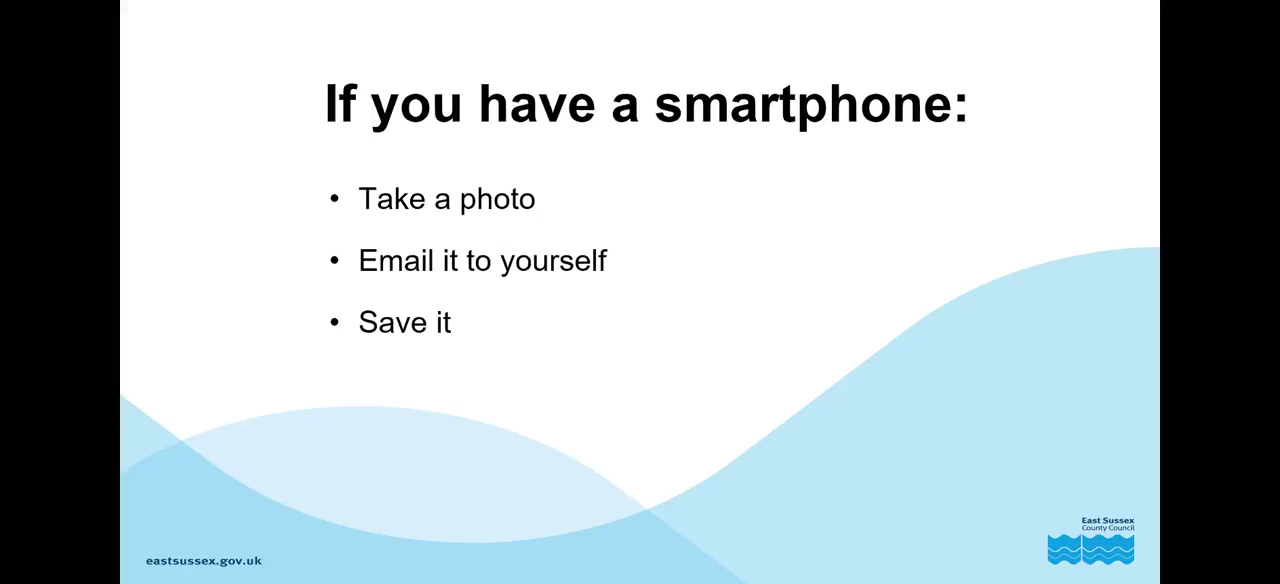 If you have a smartphone:
• Take a photo
• Email it to yourself
• Save it
East Sussex
County Council
eastsussex.gov.uk